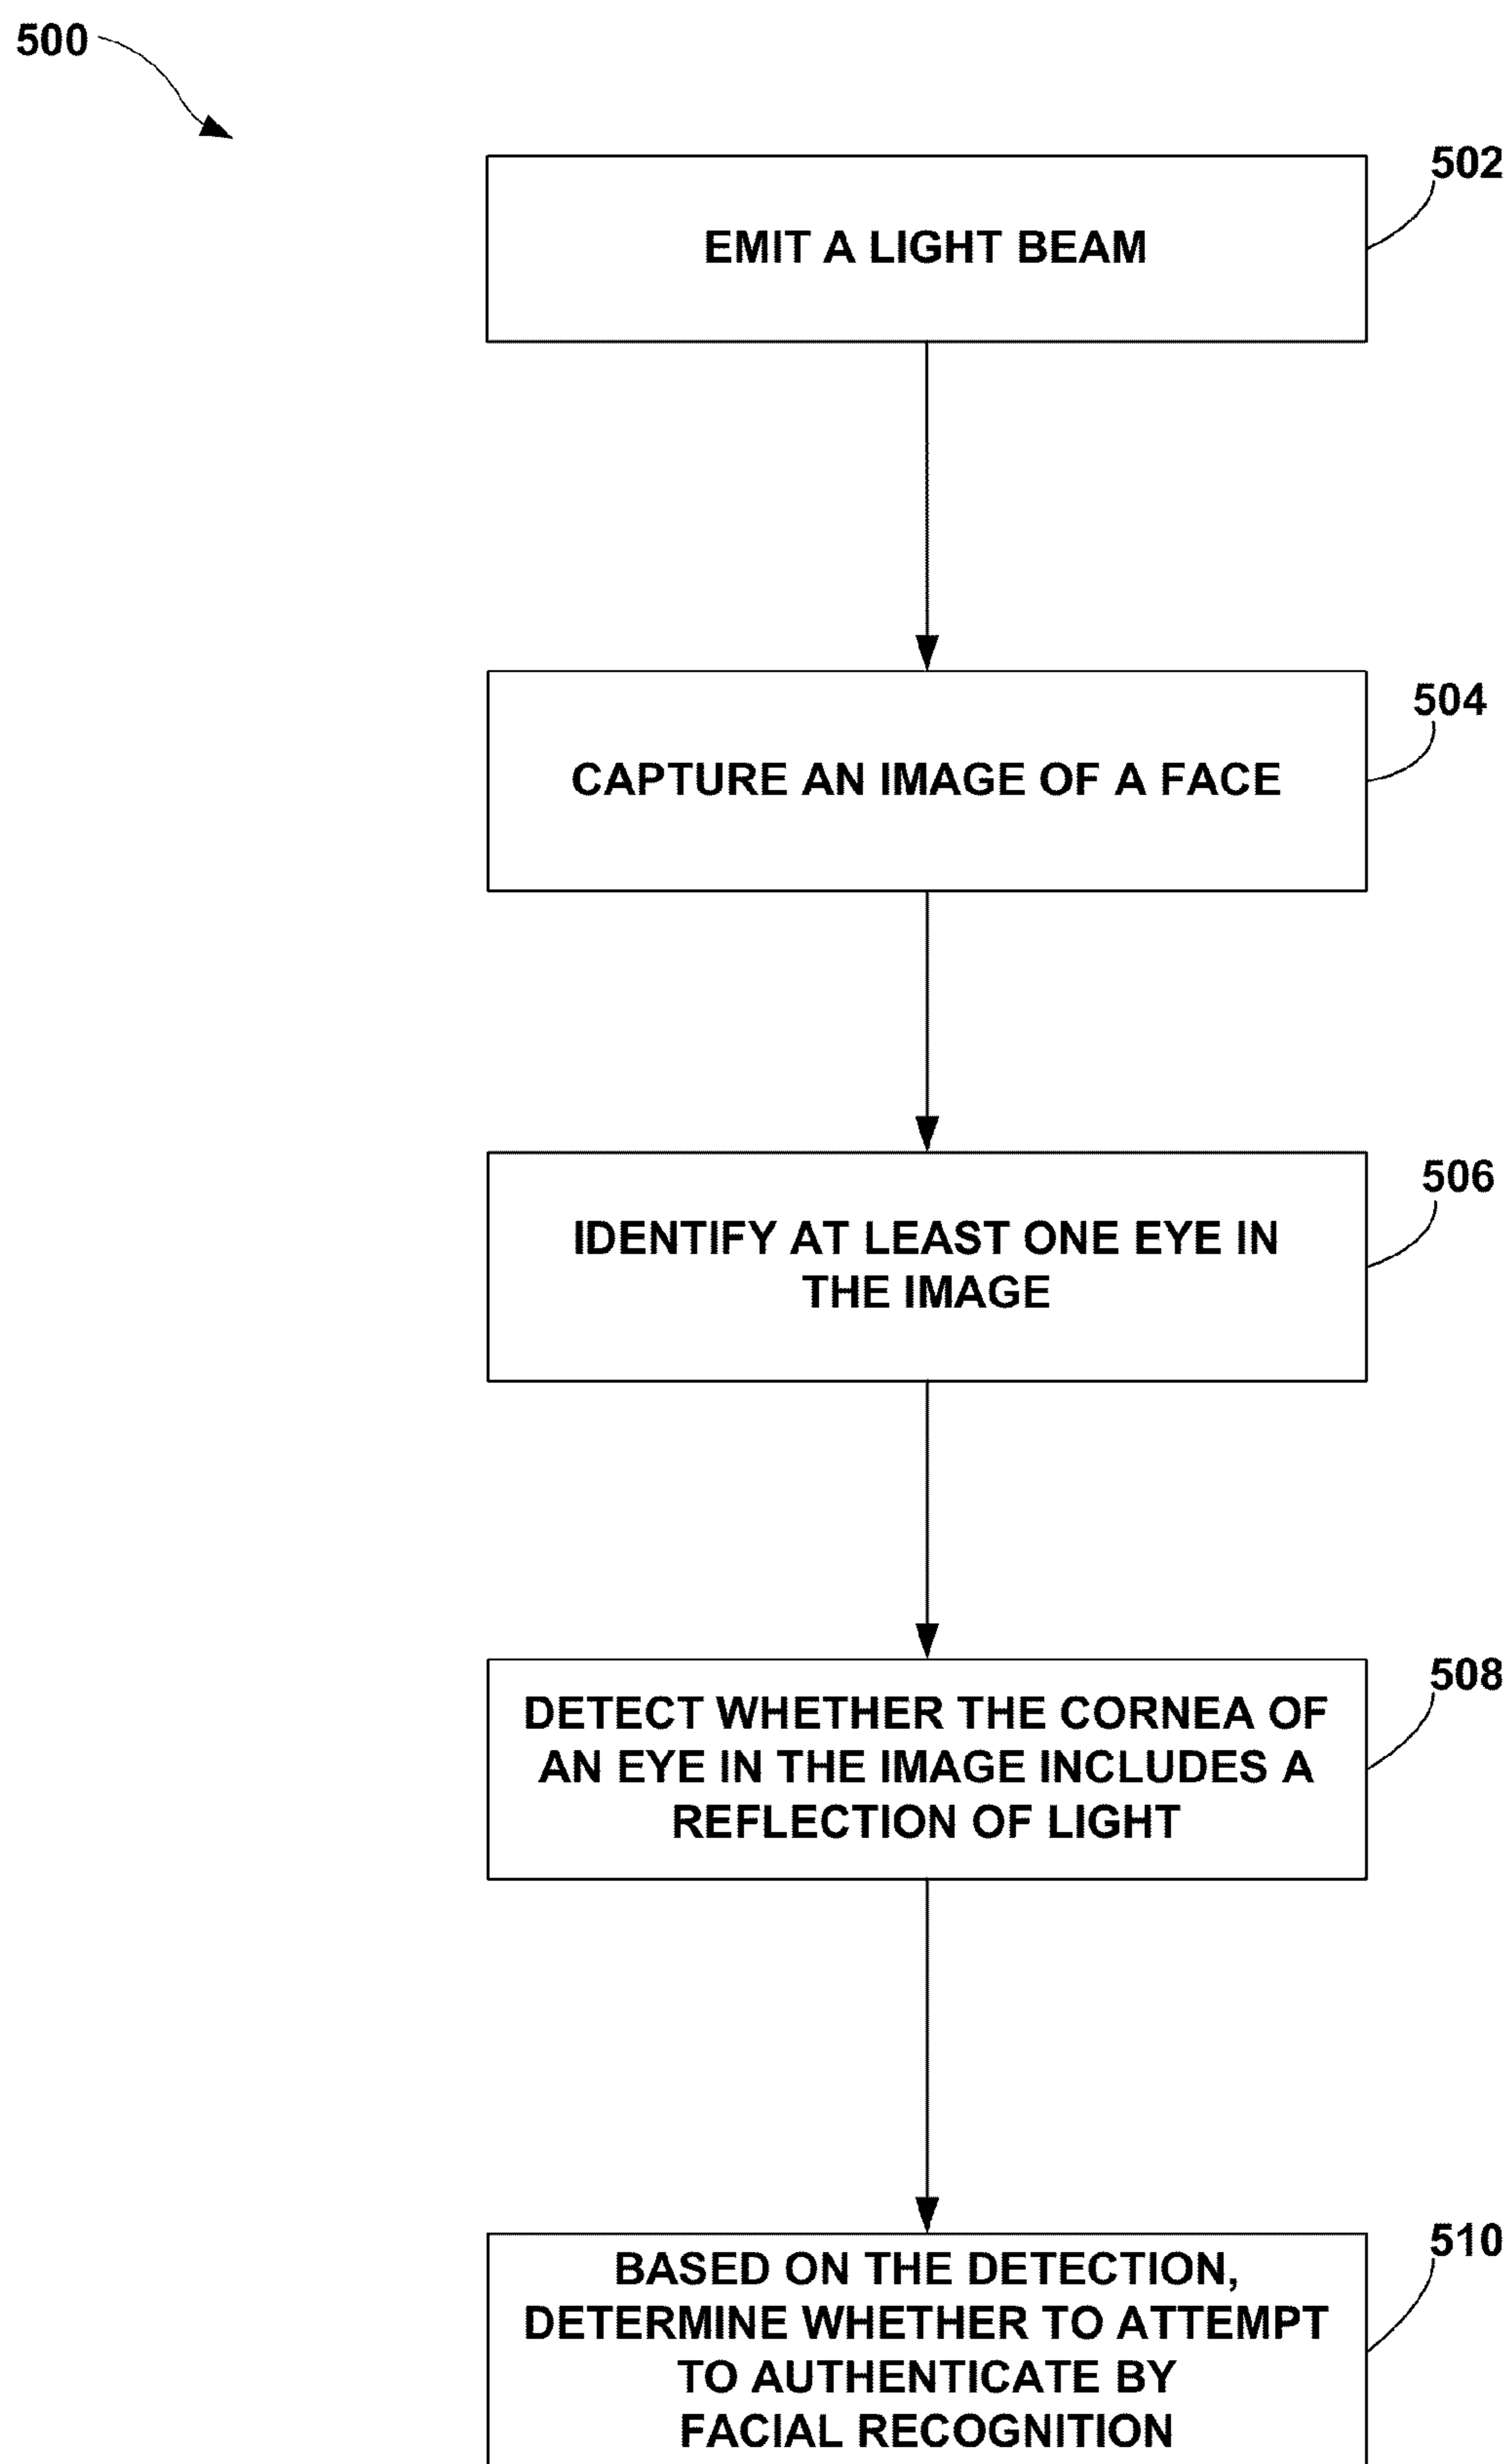 500
502
EMIT A LIGHT BEAM
504
CAPTURE AN IMAGE OF A FACE
506
IDENTIFY AT LEAST ONE EYE IN
THE IMAGE
508
DETECT WHETHER THE CORNEA OF
AN EYE IN THE IMAGE INCLUDES A
REFLECTION OF LIGHT
510
BASED ON THE DETECTION,
DETERMINE WHETHER TO ATTEMPT
TO AUTHENTICATE BY
FACIAL RECOGNITION